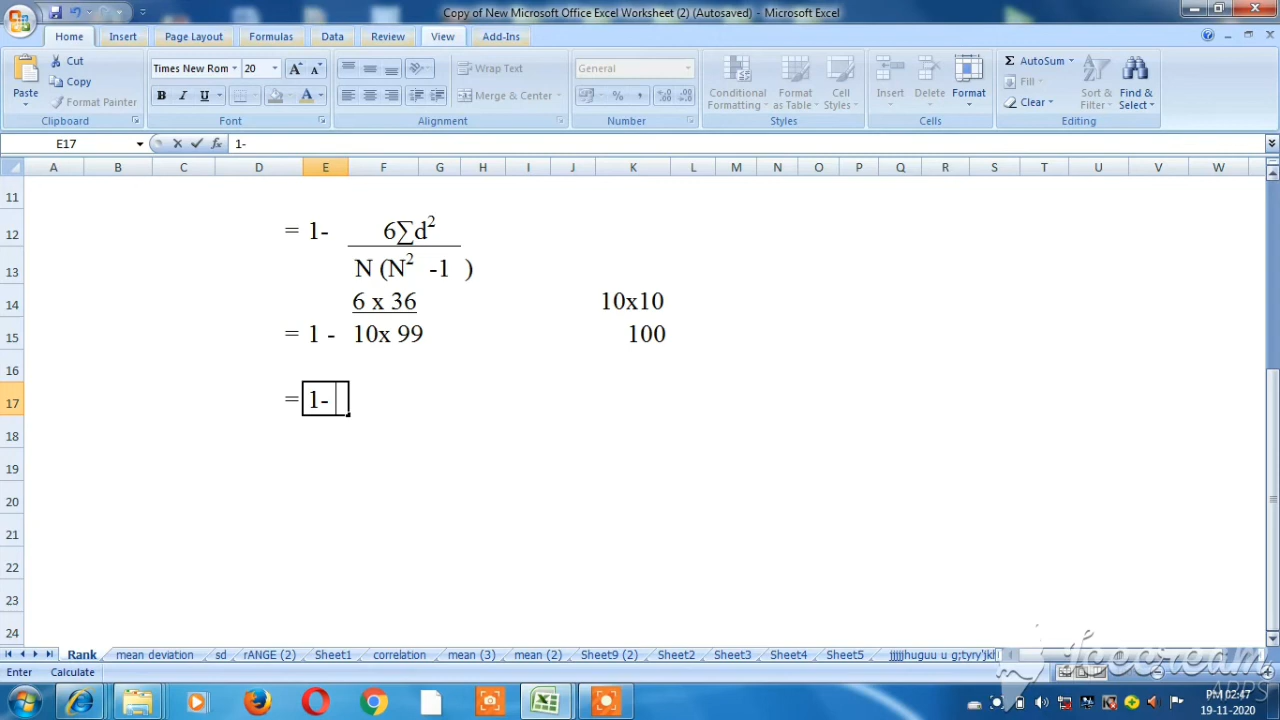 Copy of New Microsoft Office Excel Worksheet (2) (Autosaved) - Microsoft Excel
Home Insert Page Layout Formulas Data Review View Add-Ins
Paste Cut Copy Format Painter Clipboard
Times New Rom 20 A A B I U A Font
Wrap Text Merge & Center Alignment
General % , Number
Conditional Formatting Format as Table Cell Styles Styles
Insert Delete Format Cells
Σ AutoSum Fill Clear Sort & Filter Find & Select Editing
E17 fx 1-
A B C D E F G H I J K L M N O P Q R S T U V W
11
12 = 1- 6∑d²
13 N (N² -1 )
14 6 x 36 10x10
15 = 1 - 10x 99 100
16
17 = 1-
18
19
20
21
22
23
24
Rank mean deviation sd rANGE (2) Sheet1 correlation mean (3) mean (2) Sheet9 (2) Sheet2 Sheet3 Sheet4 Sheet5 jjjjjhuguu u g;tyry'jkl
Enter Calculate
Icecream
APPS
PM 02:47
19-11-2020